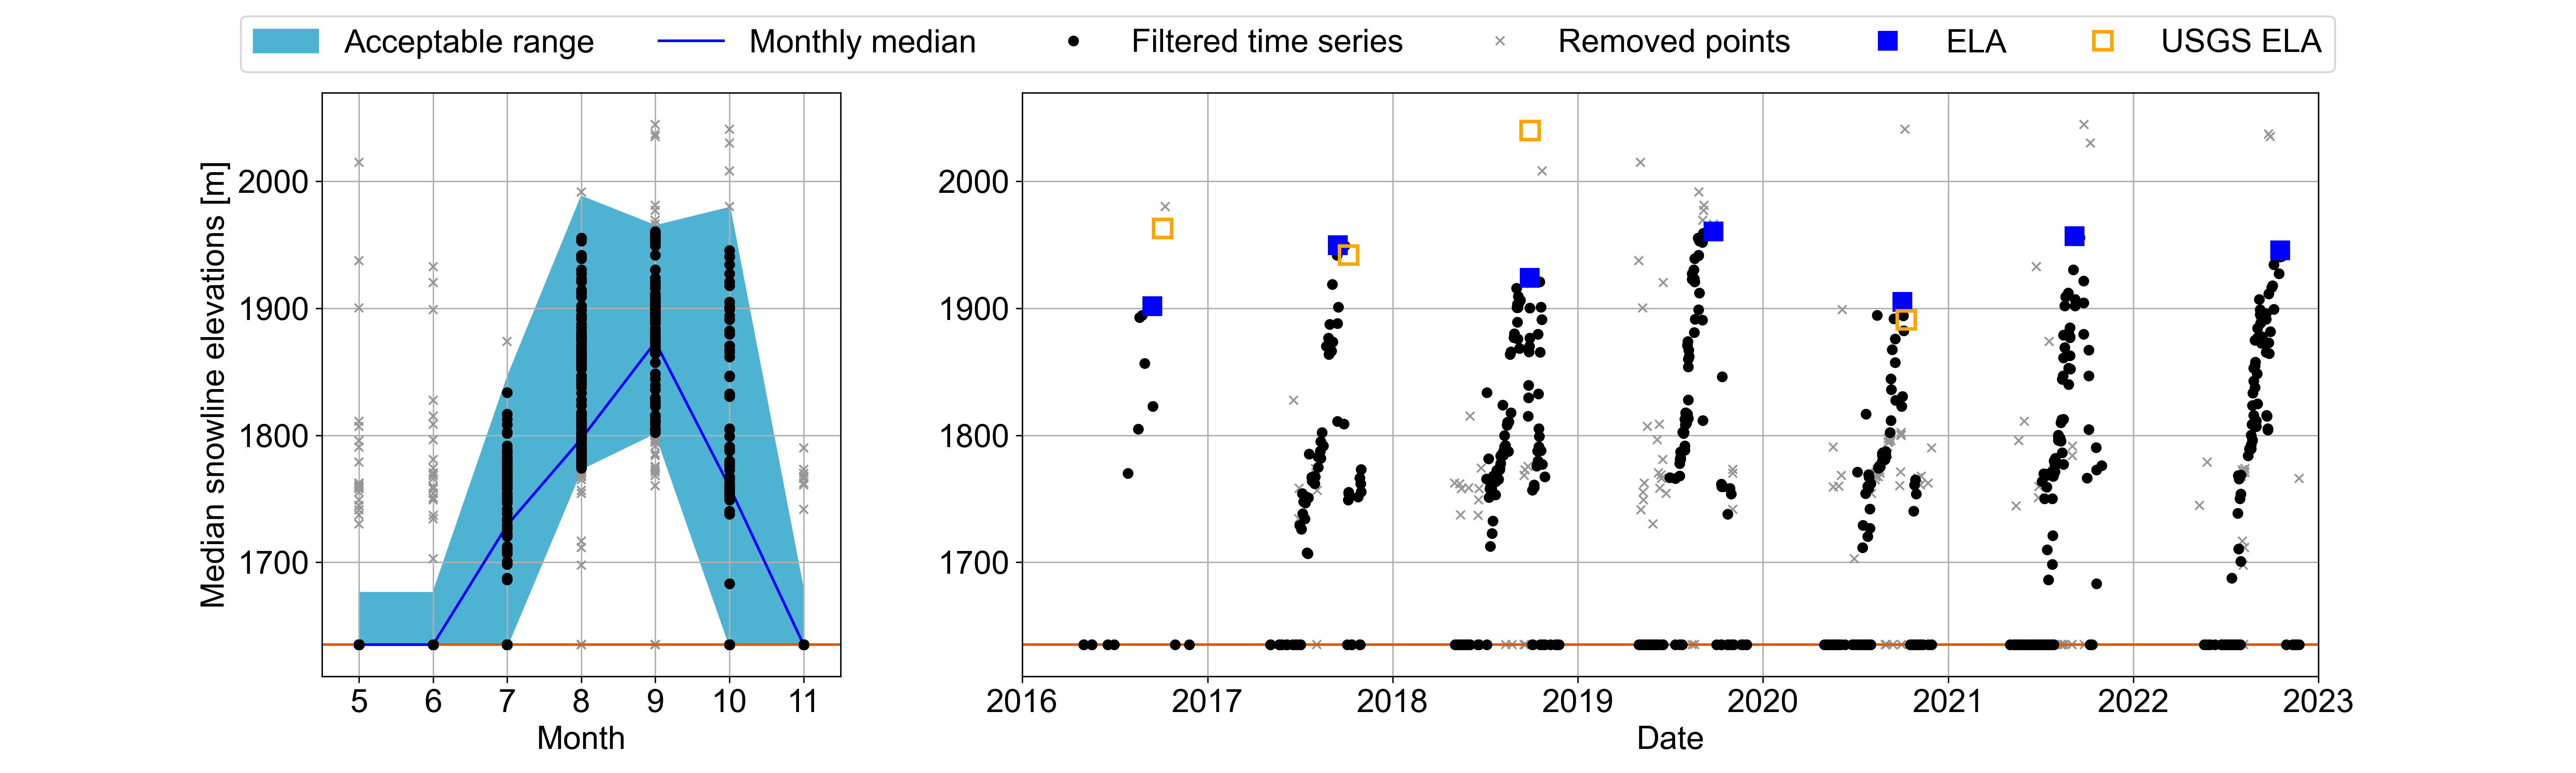 Acceptable range Monthly median Filtered time series Removed points ELA USGS ELA
Median snowline elevations [m]
2000
1900
1800
1700
5 6 7 8 9 10 11
Month
2000
1900
1800
1700
2016 2017 2018 2019 2020 2021 2022 2023
Date